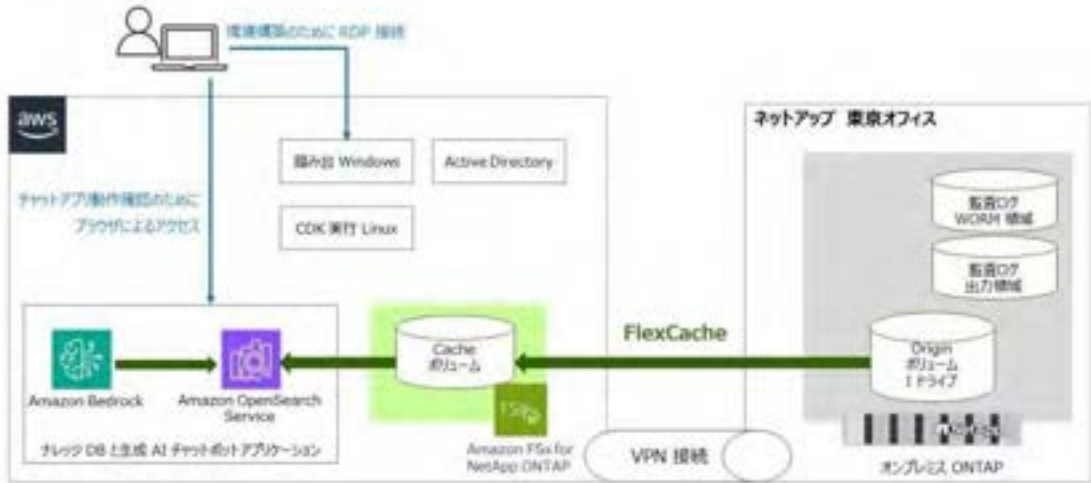 環境構築のために RDP 接続
aws
ネットアップ 東京オフィス
踏み台 Windows
Active Directory
チャットアプリ動作確認のために
ブラウザによるアクセス
CDK 実行 Linux
監査ログ
WORM 領域
監査ログ
出力領域
FlexCache
Cache
ボリューム
Origin
ボリューム
I ドライブ
Amazon Bedrock
Amazon OpenSearch
Service
FSx
Amazon FSx for
NetApp ONTAP
ナレッジ DB 上生成 AI チャットボットアプリケーション
VPN 接続
オンプレミス ONTAP